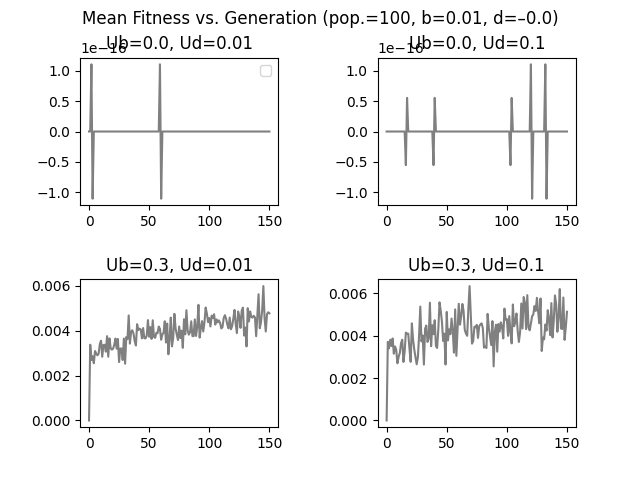 Mean Fitness vs. Generation (pop.=100, b=0.01, d=–0.0)
Ub=0.0, Ud=0.01
Ub=0.0, Ud=0.1
1e−16
1e−16
1.0
0.5
0.0
−0.5
−1.0
0 50 100 150
1.0
0.5
0.0
−0.5
−1.0
0 50 100 150
Ub=0.3, Ud=0.01
0.006
0.004
0.002
0.000
0 50 100 150
Ub=0.3, Ud=0.1
0.006
0.004
0.002
0.000
0 50 100 150